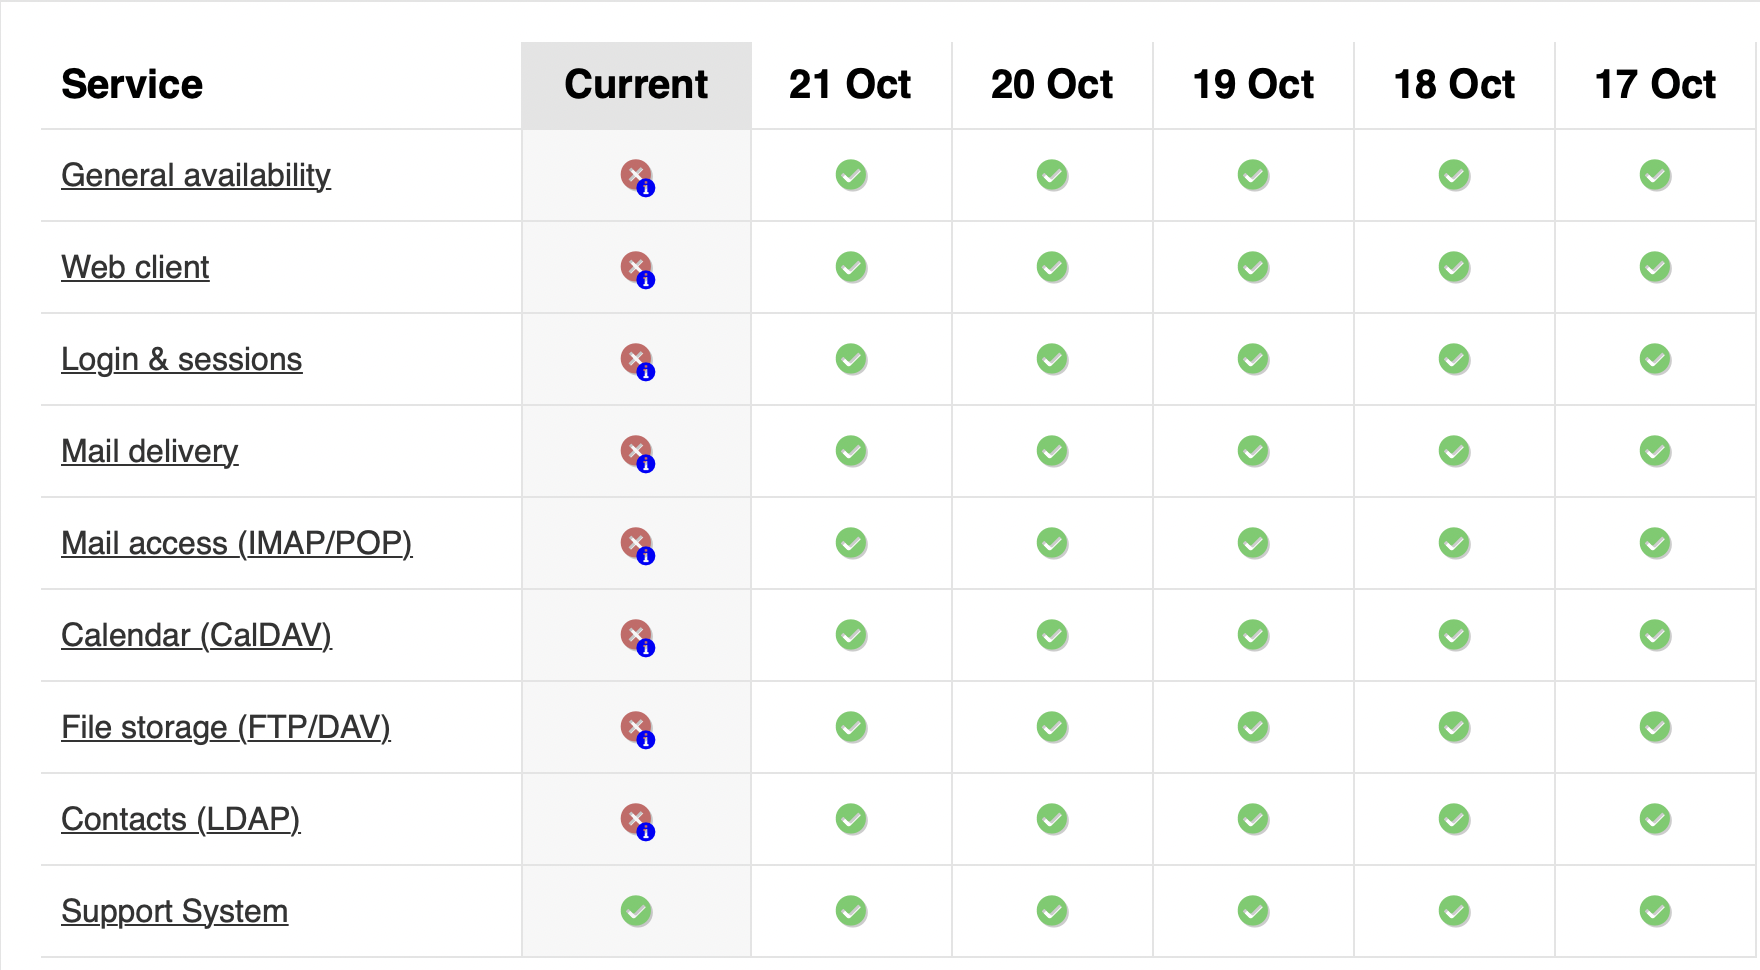 Service Current 21 Oct 20 Oct 19 Oct 18 Oct 17 Oct
General availability
Web client
Login & sessions
Mail delivery
Mail access (IMAP/POP)
Calendar (CalDAV)
File storage (FTP/DAV)
Contacts (LDAP)
Support System